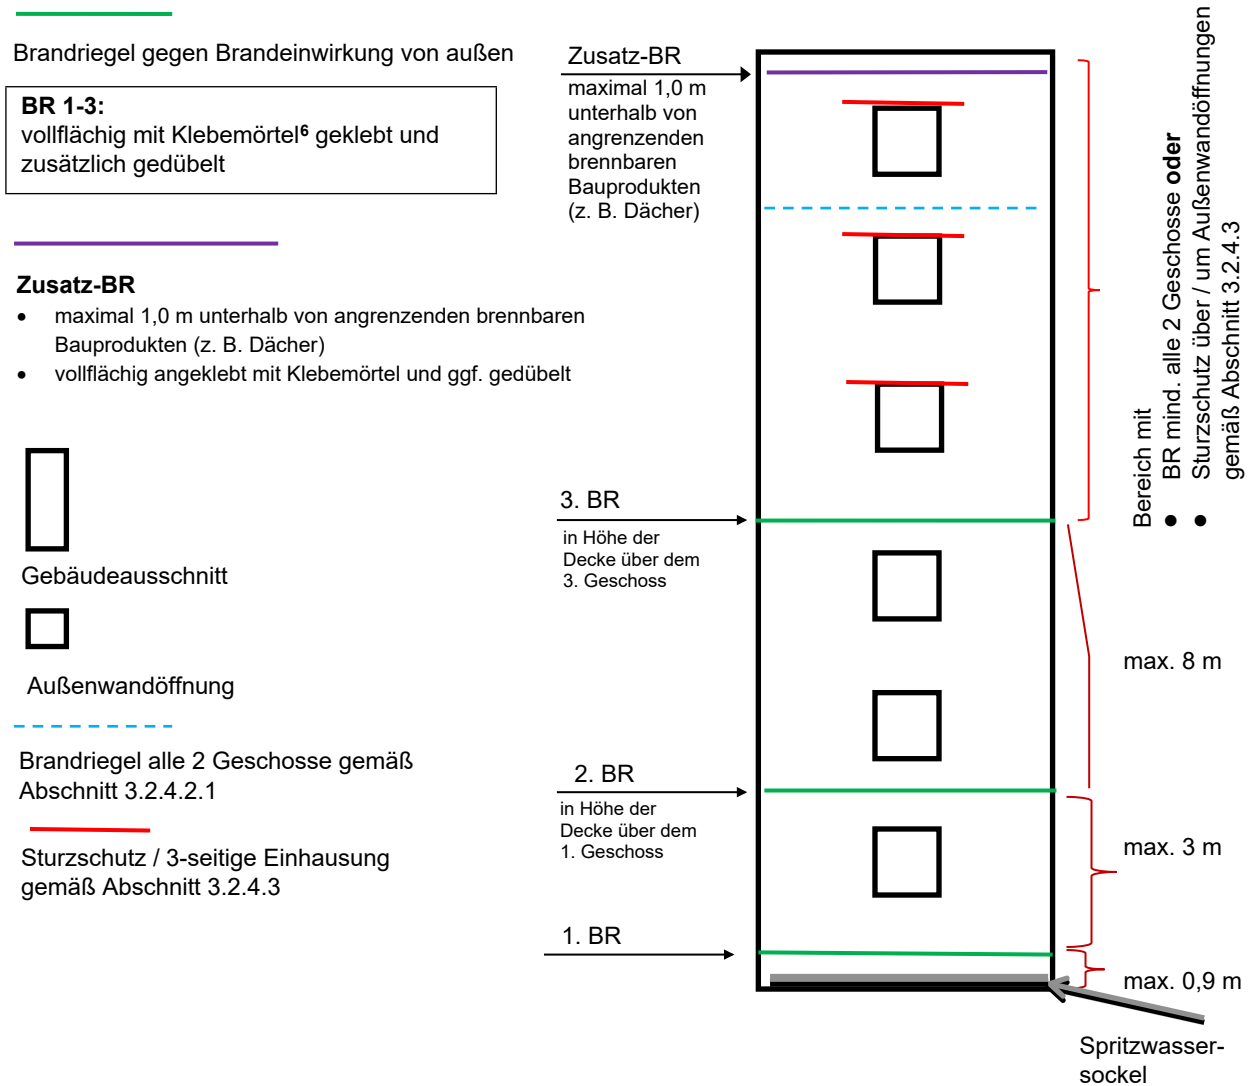 Brandriegel gegen Brandeinwirkung von außen
BR 1-3:
vollflächig mit Klebemörtel⁶ geklebt und
zusätzlich gedübelt
Zusatz-BR
• maximal 1,0 m unterhalb von angrenzenden brennbaren
Bauprodukten (z. B. Dächer)
• vollflächig angeklebt mit Klebemörtel und ggf. gedübelt
Gebäudeausschnitt
Außenwandöffnung
Brandriegel alle 2 Geschosse gemäß
Abschnitt 3.2.4.2.1
Sturzschutz / 3-seitige Einhausung
gemäß Abschnitt 3.2.4.3
Zusatz-BR
maximal 1,0 m
unterhalb von
angrenzenden
brennbaren
Bauprodukten
(z. B. Dächer)
3. BR
in Höhe der
Decke über dem
3. Geschoss
2. BR
in Höhe der
Decke über dem
1. Geschoss
1. BR
Bereich mit
• BR mind. alle 2 Geschosse oder
• Sturzschutz über / um Außenwandöffnungen
gemäß Abschnitt 3.2.4.3
max. 8 m
max. 3 m
max. 0,9 m
Spritzwasser-
sockel